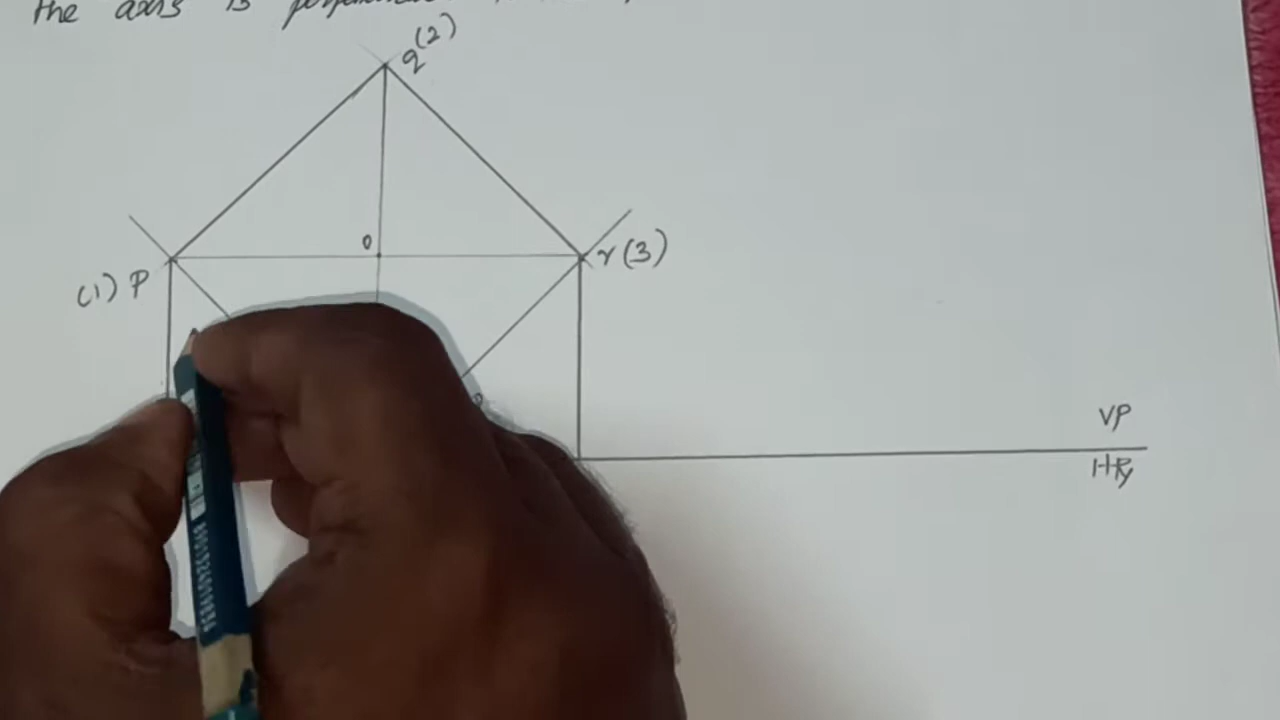 the axis is
q (2)
o
(1) P
r (3)
VP
HP